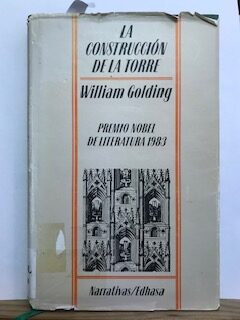 LA
CONSTRUCCIÓN
DE LA TORRE
William Golding
PREMIO NOBEL
DE LITERATURA 1983
Narrativas/Edhasa